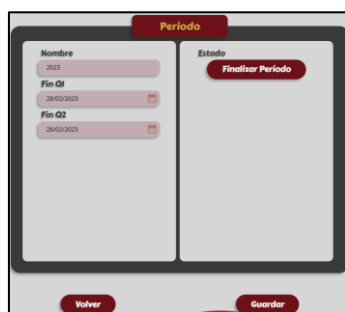 Periodo
Nombre
2023
Fin Q1
28/02/2023
Fin Q2
28/02/2023
Estado
Finalizar Periodo
Volver
Guardar